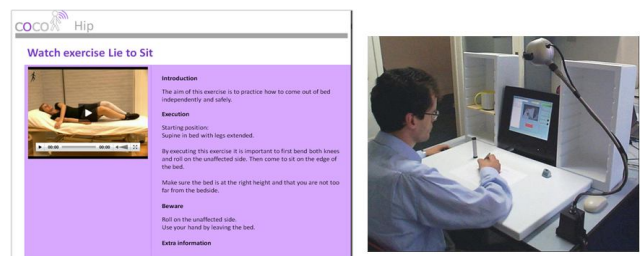 coco Hip
Watch exercise Lie to Sit
Introduction
The aim of this exercise is to practice how to come out of bed
independently and safely.
Execution
Starting position:
Supine in bed with legs extended.
By executing this exercise it is important to first bend both knees
and roll on the unaffected side. Then come to sit on the edge of
the bed.
Make sure the bed is at the right height and that you are not too
far from the bedside.
Beware
Roll on the unaffected side.
Use your hand by leaving the bed.
Extra information
00:00 00:00